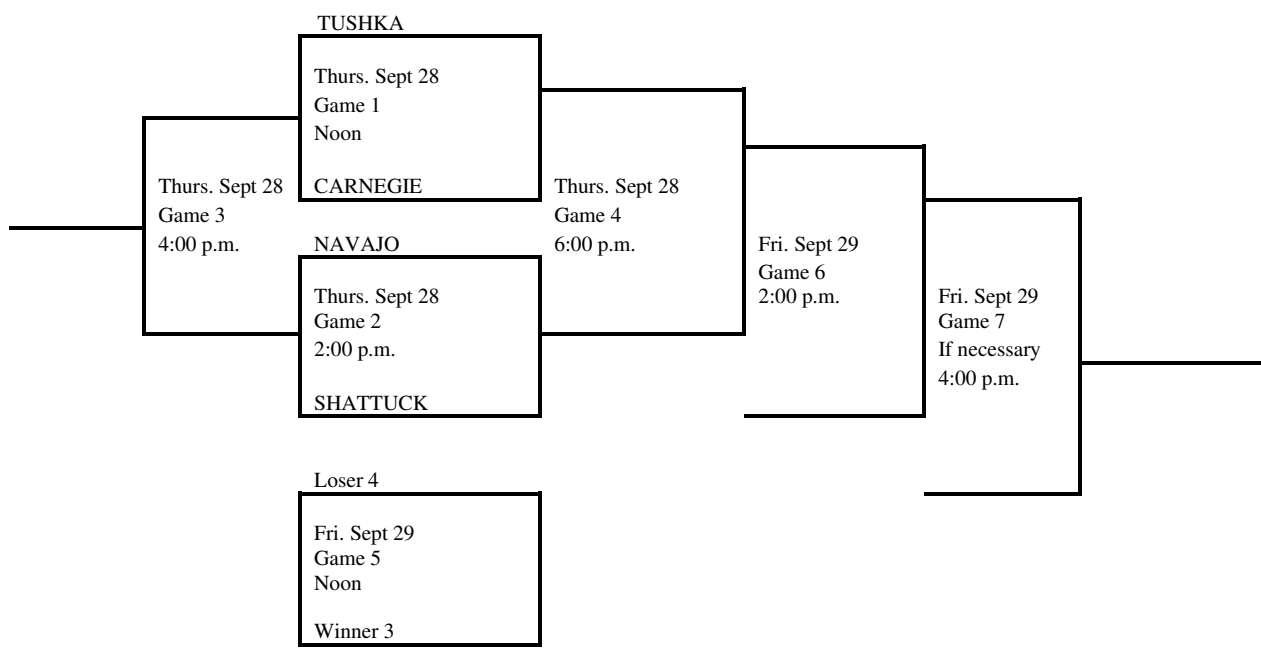 TUSHKA
Thurs. Sept 28
Game 1
Noon
CARNEGIE
Thurs. Sept 28
Game 3
4:00 p.m.
NAVAJO
Thurs. Sept 28
Game 2
2:00 p.m.
SHATTUCK
Thurs. Sept 28
Game 4
6:00 p.m.
Fri. Sept 29
Game 6
2:00 p.m.
Fri. Sept 29
Game 7
If necessary
4:00 p.m.
Loser 4
Fri. Sept 29
Game 5
Noon
Winner 3